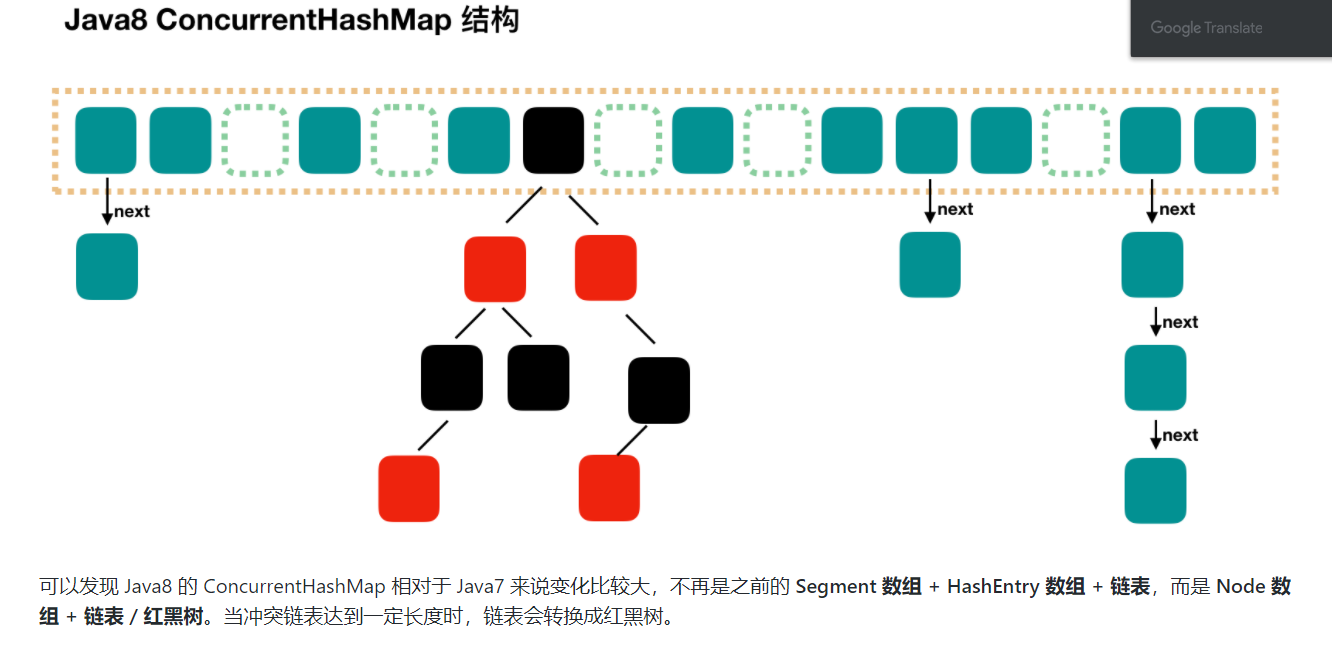 Java8 ConcurrentHashMap 结构
Google Translate
next
next
next
next
next
可以发现 Java8 的 ConcurrentHashMap 相对于 Java7 来说变化比较大，不再是之前的 Segment 数组 + HashEntry 数组 + 链表，而是 Node 数
组 + 链表 / 红黑树。当冲突链表达到一定长度时，链表会转换成红黑树。